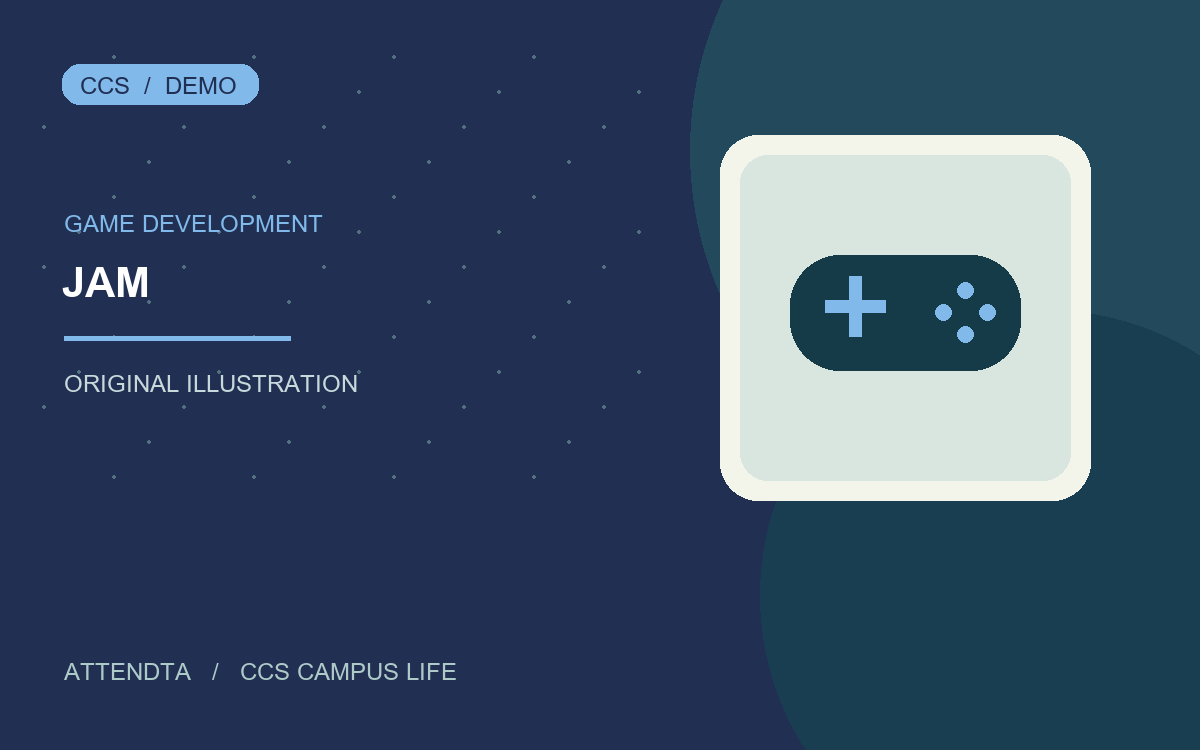 CCS / DEMO
GAME DEVELOPMENT
JAM
ORIGINAL ILLUSTRATION
ATTENDTA / CCS CAMPUS LIFE